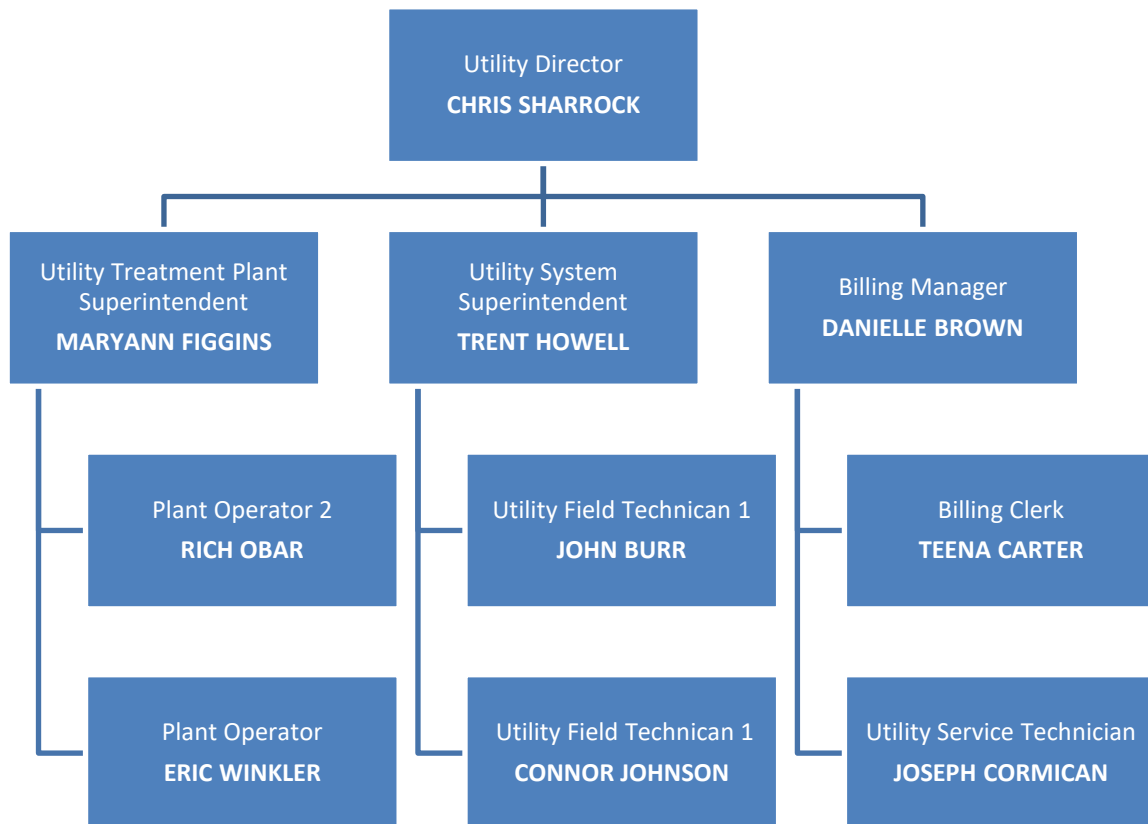 Utility Director
CHRIS SHARROCK
Utility Treatment Plant
Superintendent
MARYANN FIGGINS
Utility System
Superintendent
TRENT HOWELL
Billing Manager
DANIELLE BROWN
Plant Operator 2
RICH OBAR
Utility Field Technican 1
JOHN BURR
Billing Clerk
TEENA CARTER
Plant Operator
ERIC WINKLER
Utility Field Technican 1
CONNOR JOHNSON
Utility Service Technician
JOSEPH CORMICAN